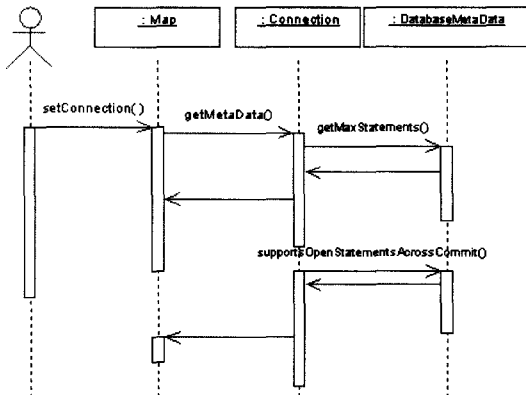 : Map
: Connection
: DatabaseMetaData
setConnection()
getMetaData()
getMaxStatements()
supportsOpenStatementsAcrossCommit()